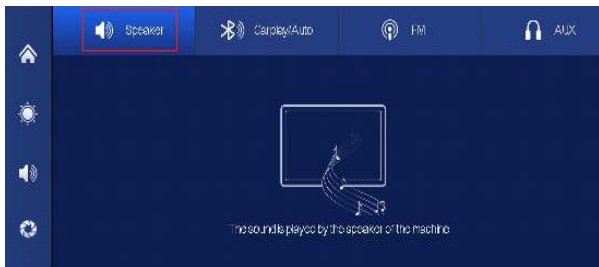 Speaker
Carplay/Auto
FM
AUX
The sound is played by the speaker of the machine